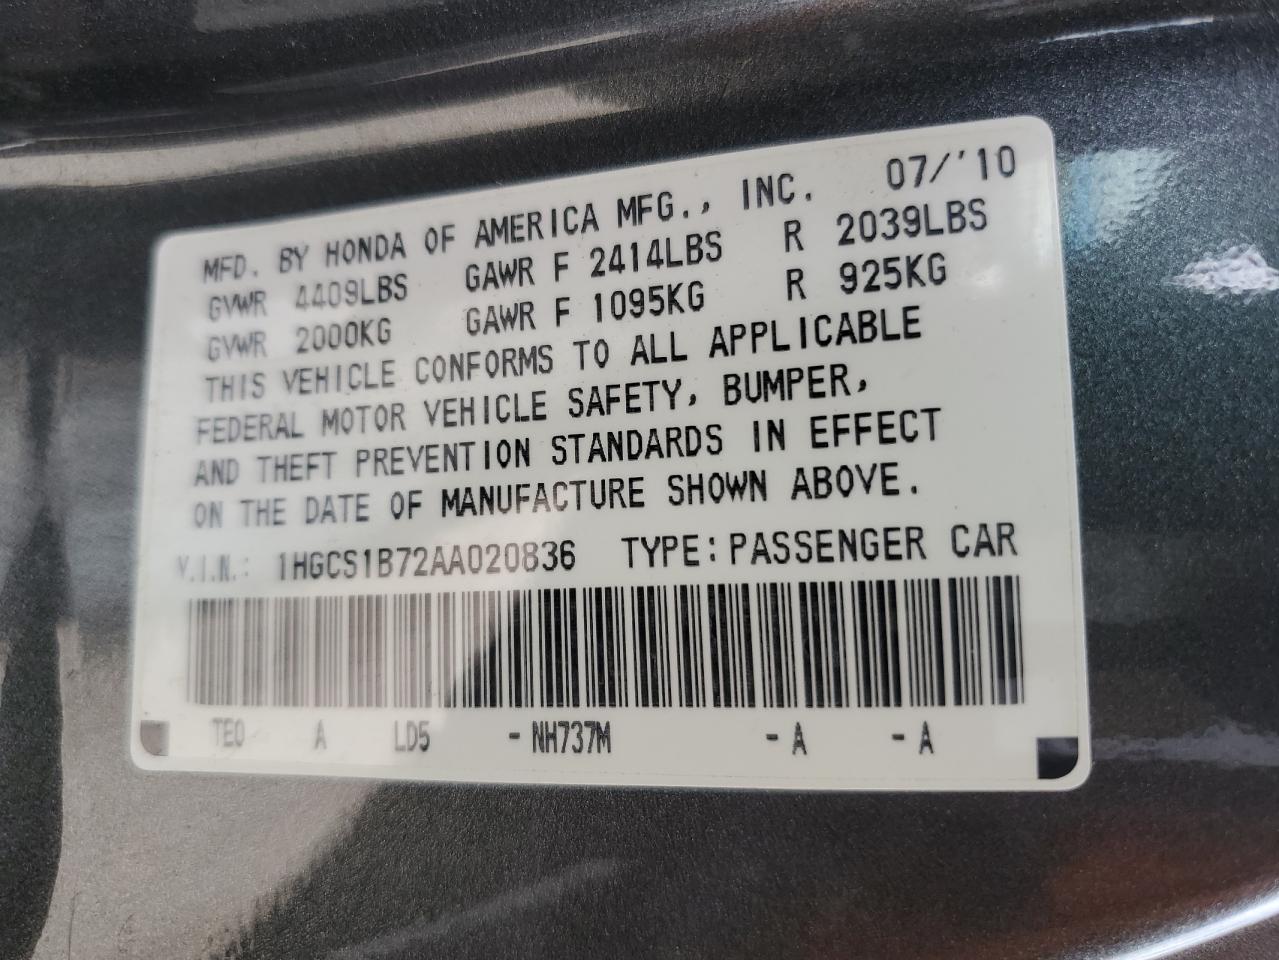 MFD. BY HONDA OF AMERICA MFG., INC. 07/'10
GVWR 4409LBS GAWR F 2414LBS R 2039LBS
GVWR 2000KG GAWR F 1095KG R 925KG
THIS VEHICLE CONFORMS TO ALL APPLICABLE
FEDERAL MOTOR VEHICLE SAFETY, BUMPER,
AND THEFT PREVENTION STANDARDS IN EFFECT
ON THE DATE OF MANUFACTURE SHOWN ABOVE.
V.I.N.: 1HGCS1B72AA020836 TYPE:PASSENGER CAR
TE0 A LD5 -NH737M -A -A